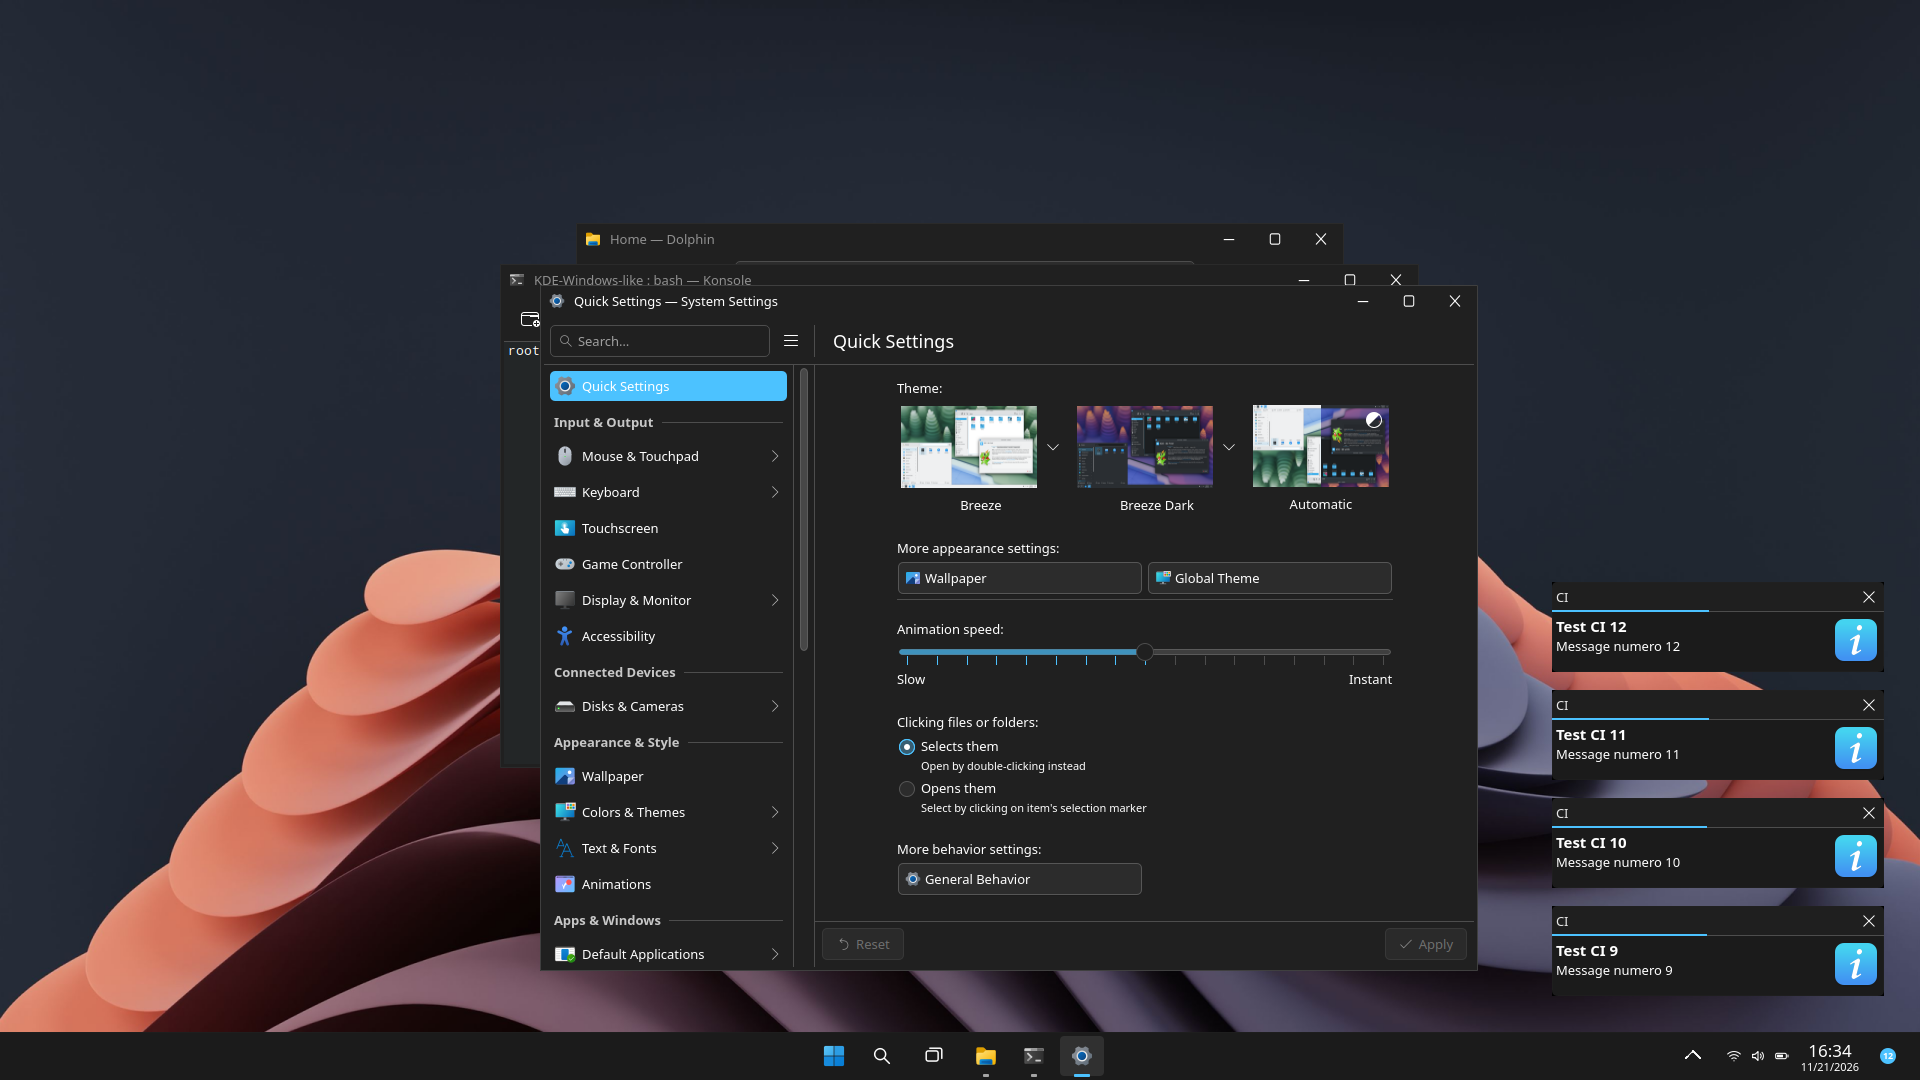 Home — Dolphin
KDE-Windows-like : bash — Konsole
root
Quick Settings — System Settings
Search...
Quick Settings
Quick Settings
Input & Output
Mouse & Touchpad
Keyboard
Touchscreen
Game Controller
Display & Monitor
Accessibility
Connected Devices
Disks & Cameras
Appearance & Style
Wallpaper
Colors & Themes
Text & Fonts
Animations
Apps & Windows
Default Applications
Theme:
Breeze
Breeze Dark
Automatic
More appearance settings:
Wallpaper
Global Theme
Animation speed:
Slow
Instant
Clicking files or folders:
Selects them
Open by double-clicking instead
Opens them
Select by clicking on item's selection marker
More behavior settings:
General Behavior
Reset
Apply
CI
Test CI 12
Message numero 12
CI
Test CI 11
Message numero 11
CI
Test CI 10
Message numero 10
CI
Test CI 9
Message numero 9
16:34
11/21/2026
12